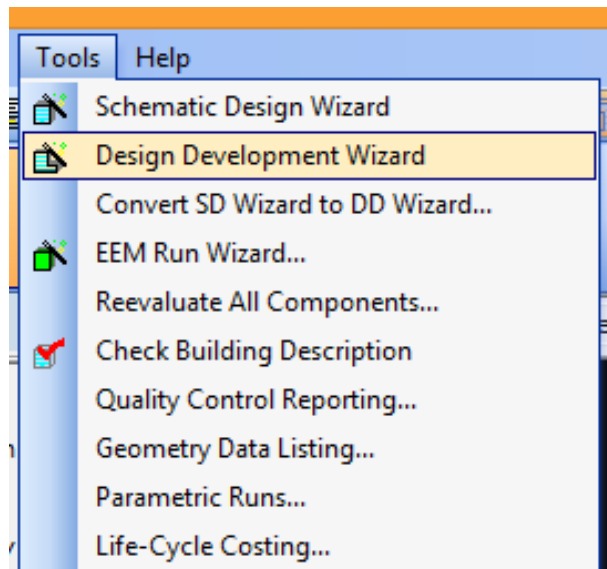 Tools Help
Schematic Design Wizard
Design Development Wizard
Convert SD Wizard to DD Wizard...
EEM Run Wizard...
Reevaluate All Components...
Check Building Description
Quality Control Reporting...
Geometry Data Listing...
Parametric Runs...
Life-Cycle Costing...